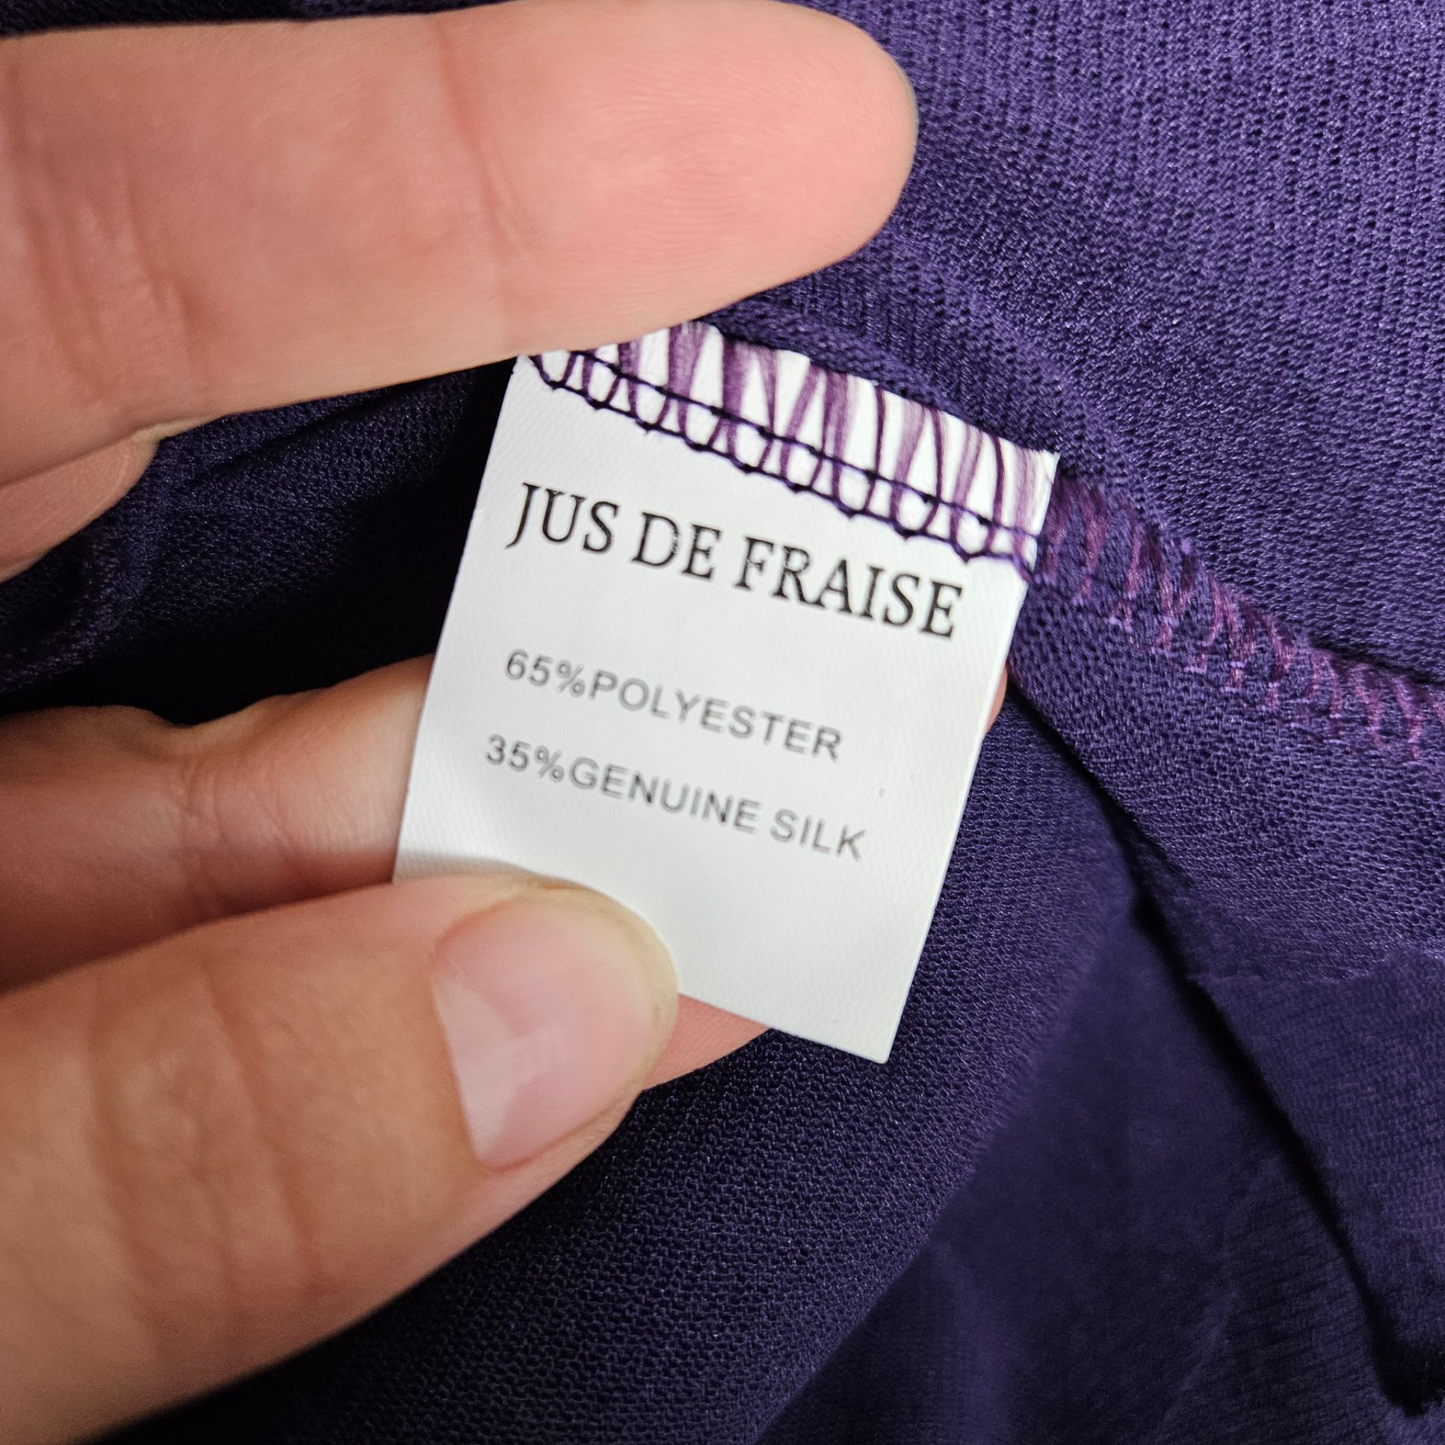 JUS DE FRAISE
65%POLYESTER
35%GENUINE SILK